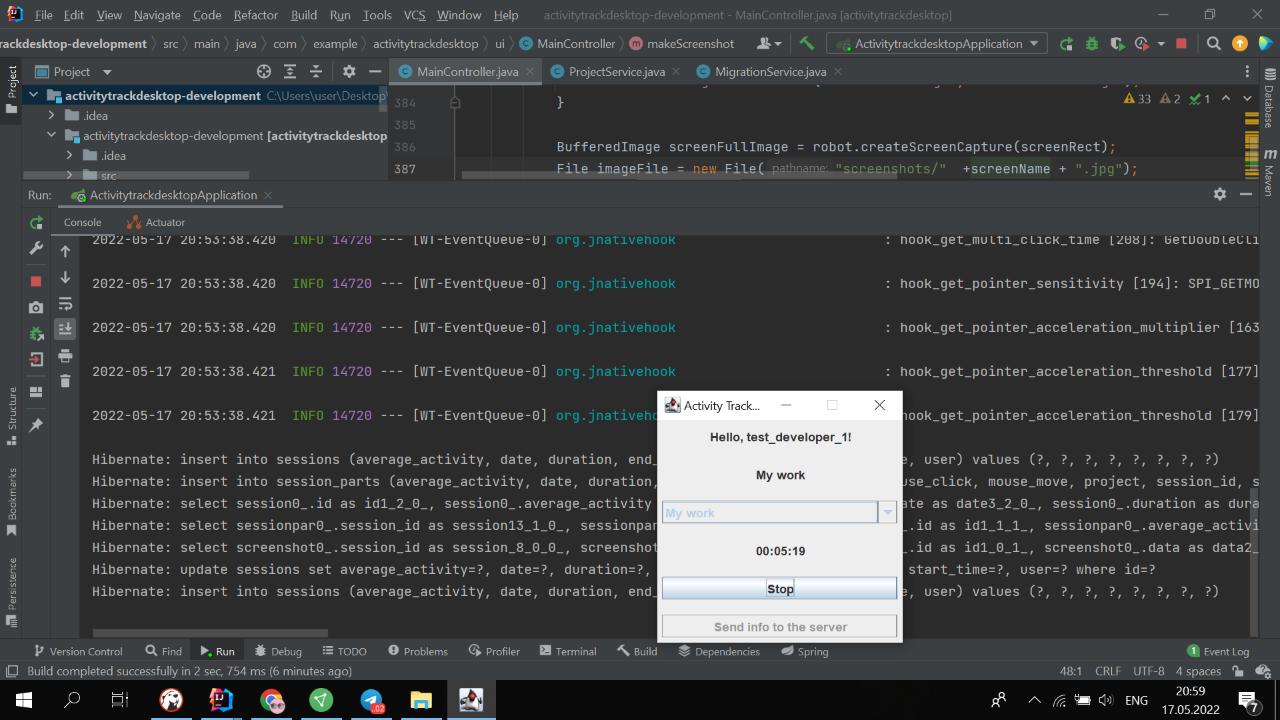 File Edit View Navigate Code Refactor Build Run Tools VCS Window Help activitytrackdesktop-development - MainController.java [activitytrackdesktop]
rackdesktop-development src main java com example activitytrackdesktop ui MainController makeScreenshot ActivitytrackdesktopApplication
Project MainController.java ProjectService.java MigrationService.java
activitytrackdesktop-development C:\Users\user\Desktop\
.idea
activitytrackdesktop-development [activitytrackdesktop
.idea
src
384 }
33 2 1
385
386 BufferedImage screenFullImage = robot.createScreenCapture(screenRect);
387 File imageFile = new File( pathname: "screenshots/" +screenName + ".jpg");
Project
Database
Maven
Run: ActivitytrackdesktopApplication
Console Actuator
2022-05-17 20:53:38.420 INFO 14720 --- [WT-EventQueue-0] org.jnativehook : hook_get_multi_click_time [208]: GetDoubleCli
2022-05-17 20:53:38.420 INFO 14720 --- [WT-EventQueue-0] org.jnativehook : hook_get_pointer_sensitivity [194]: SPI_GETMO
2022-05-17 20:53:38.420 INFO 14720 --- [WT-EventQueue-0] org.jnativehook : hook_get_pointer_acceleration_multiplier [163
2022-05-17 20:53:38.421 INFO 14720 --- [WT-EventQueue-0] org.jnativehook : hook_get_pointer_acceleration_threshold [177]
2022-05-17 20:53:38.421 INFO 14720 --- [WT-EventQueue-0] org.jnativeho : hook_get_pointer_acceleration_threshold [179]
Hibernate: insert into sessions (average_activity, date, duration, end_ e, user) values (?, ?, ?, ?, ?, ?, ?, ?)
Hibernate: insert into session_parts (average_activity, date, duration, use_click, mouse_move, project, session_id, s
Hibernate: select session0_.id as id1_2_0_, session0_.average_activity ate as date3_2_0_, session0_.duration as dura
Hibernate: select sessionpar0_.session_id as session13_1_0_, sessionpar _.id as id1_1_1_, sessionpar0_.average_activi
Hibernate: select screenshot0_.session_id as session_8_0_0_, screenshot _.id as id1_0_1_, screenshot0_.data as data2_
Hibernate: update sessions set average_activity=?, date=?, duration=?, start_time=?, user=? where id=?
Hibernate: insert into sessions (average_activity, date, duration, end_ e, user) values (?, ?, ?, ?, ?, ?, ?, ?)
Activity Track...
Hello, test_developer_1!
My work
My work
00:05:19
Stop
Send info to the server
Structure
Bookmarks
Persistence
Version Control Find Run Debug TODO Problems Profiler Terminal Build Dependencies Spring 1 Event Log
Build completed successfully in 2 sec, 754 ms (6 minutes ago) 48:1 CRLF UTF-8 4 spaces
.02
ENG 20:59
17.05.2022
7